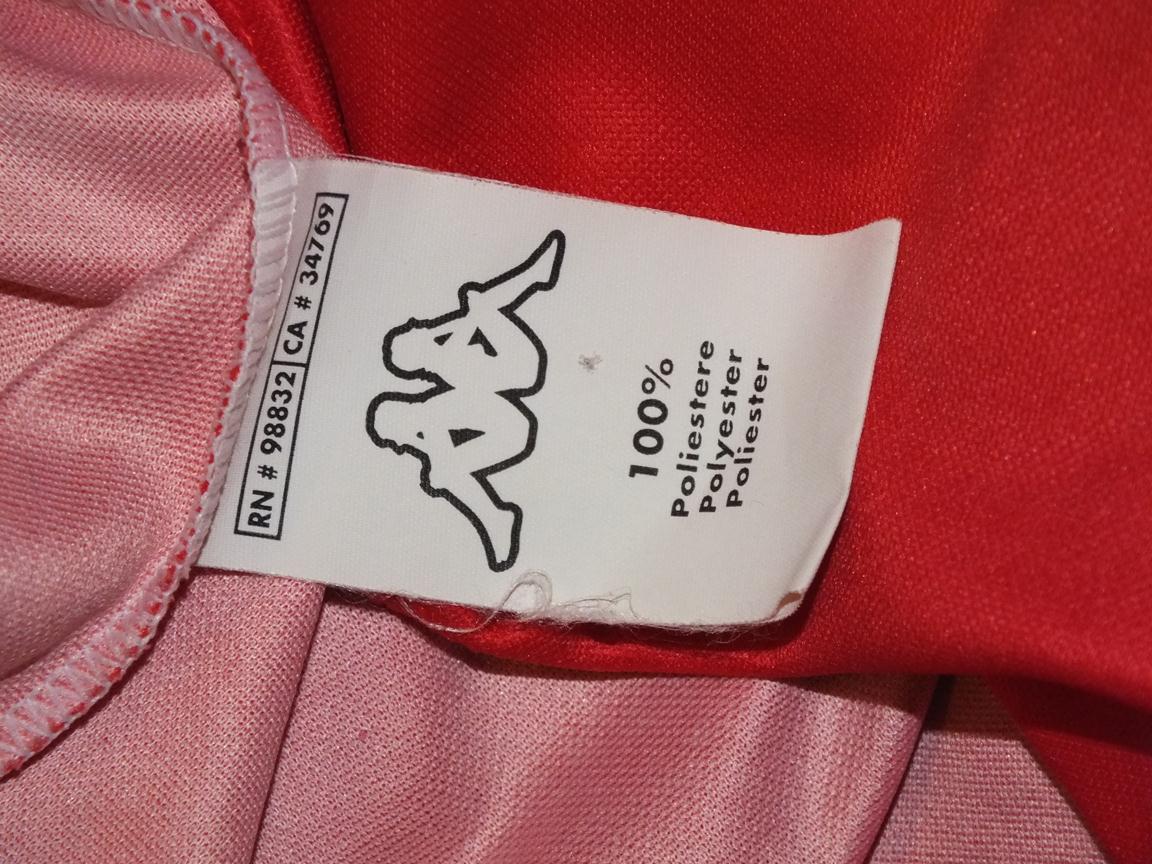 RN # 98832 CA # 34769
100%
Poliestere
Polyester
Poliester